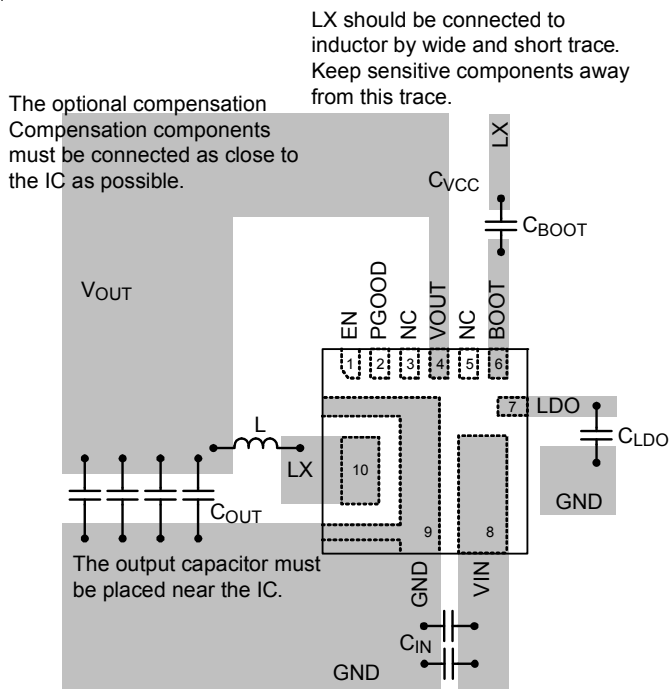 LX should be connected to
inductor by wide and short trace.
Keep sensitive components away
from this trace.
The optional compensation
Compensation components
must be connected as close to
the IC as possible.
LX
CVCC
CBOOT
VOUT
EN
PGOOD
NC
VOUT
NC
BOOT
1
2
3
4
5
6
7
LDO
CLDO
GND
L
LX
10
COUT
9
8
The output capacitor must
be placed near the IC.
GND
VIN
CIN
GND